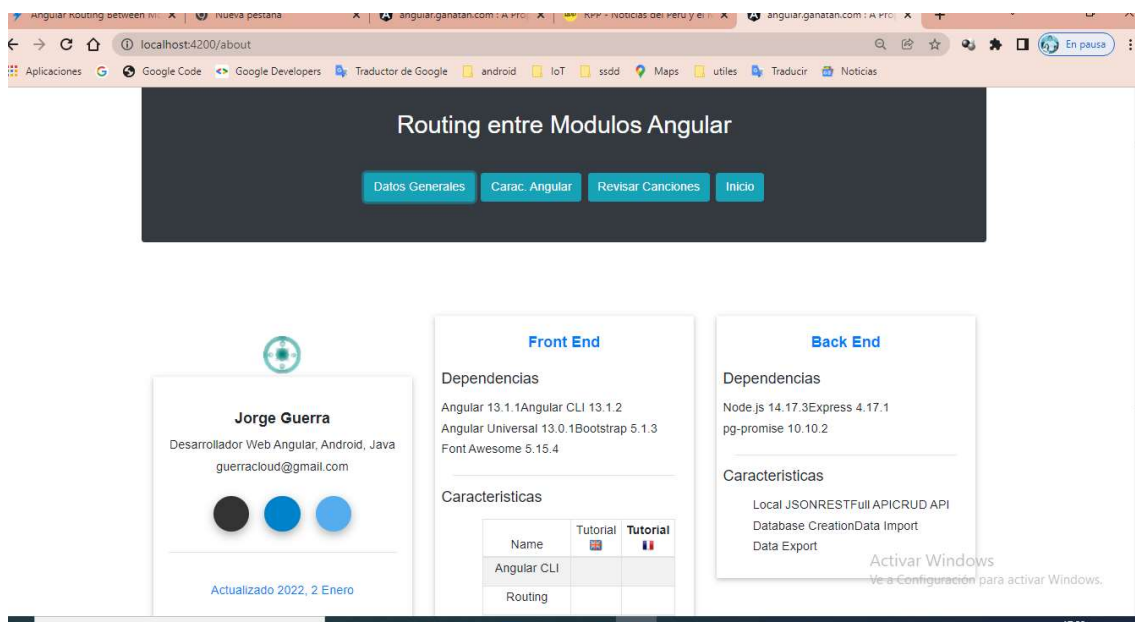 Angular Routing Between Mo
Nueva pestaña
angular.ganatan.com : A Pro
RPP - Noticias del Perú y el
angular.ganatan.com : A Pro
localhost:4200/about
En pausa
Aplicaciones
Google Code
Google Developers
Traductor de Google
android
IoT
ssdd
Maps
utiles
Traducir
Noticias
Routing entre Modulos Angular
Datos Generales
Carac. Angular
Revisar Canciones
Inicio
Jorge Guerra
Desarrollador Web Angular, Android, Java
guerracloud@gmail.com
Actualizado 2022, 2 Enero
Front End
Dependencias
Angular 13.1.1Angular CLI 13.1.2
Angular Universal 13.0.1Bootstrap 5.1.3
Font Awesome 5.15.4
Caracteristicas
Name
Tutorial
Tutorial
Angular CLI
Routing
Back End
Dependencias
Node.js 14.17.3Express 4.17.1
pg-promise 10.10.2
Caracteristicas
Local JSONRESTFull APICRUD API
Database CreationData Import
Data Export
Activar Windows
Ve a Configuración para activar Windows.